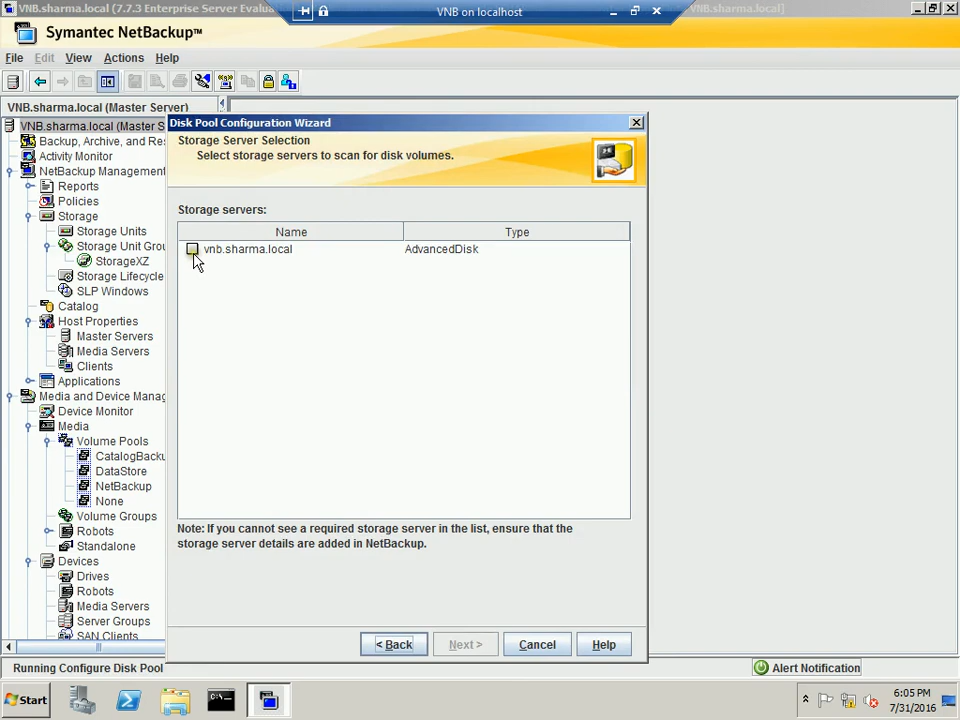 VNB.sharma.local (7.7.3 Enterprise Server Evalua
VNB on localhost
VNB.sharma.local]
Symantec NetBackup™
File Edit View Actions Help
VNB.sharma.local (Master Server)
VNB.sharma.local (Master S
Backup, Archive, and Res
Activity Monitor
NetBackup Management
Reports
Policies
Storage
Storage Units
Storage Unit Grou
StorageXZ
Storage Lifecycle
SLP Windows
Catalog
Host Properties
Master Servers
Media Servers
Clients
Applications
Media and Device Manag
Device Monitor
Media
Volume Pools
CatalogBacku
DataStore
NetBackup
None
Volume Groups
Robots
Standalone
Devices
Drives
Robots
Media Servers
Server Groups
SAN Clients
Disk Pool Configuration Wizard
Storage Server Selection
Select storage servers to scan for disk volumes.
Storage servers:
Name Type
vnb.sharma.local AdvancedDisk
Note: If you cannot see a required storage server in the list, ensure that the
storage server details are added in NetBackup.
< Back Next > Cancel Help
Running Configure Disk Pool
Alert Notification
Start
6:05 PM
7/31/2016